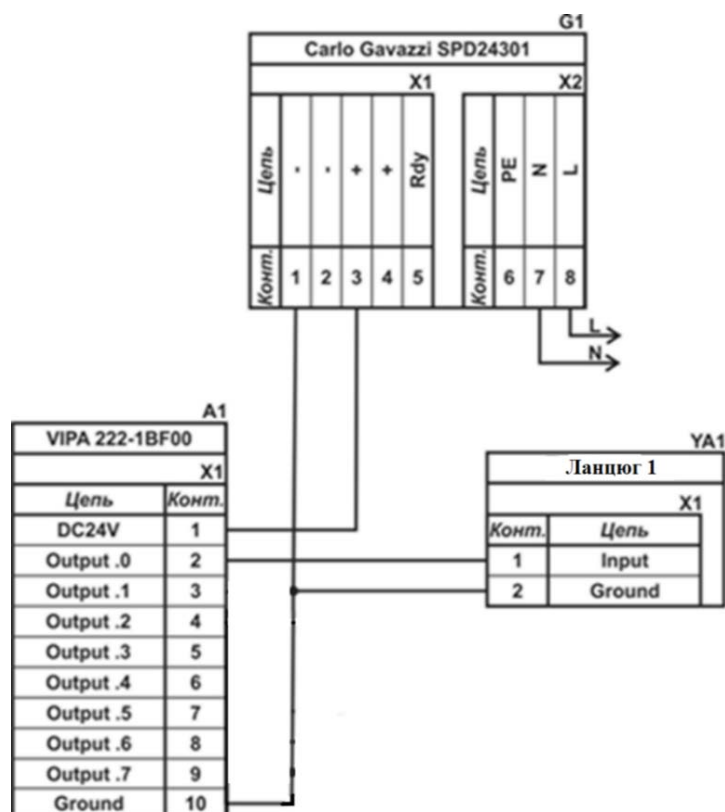 G1
Carlo Gavazzi SPD24301
X1
X2
Цепь - - + + Rdy
Цепь PE N L
Конт. 1 2 3 4 5
Конт. 6 7 8
L
N
A1
VIPA 222-1BF00
X1
Цепь Конт.
DC24V 1
Output .0 2
Output .1 3
Output .2 4
Output .3 5
Output .4 6
Output .5 7
Output .6 8
Output .7 9
Ground 10
YA1
Ланцюг 1
X1
Конт. Цепь
1 Input
2 Ground